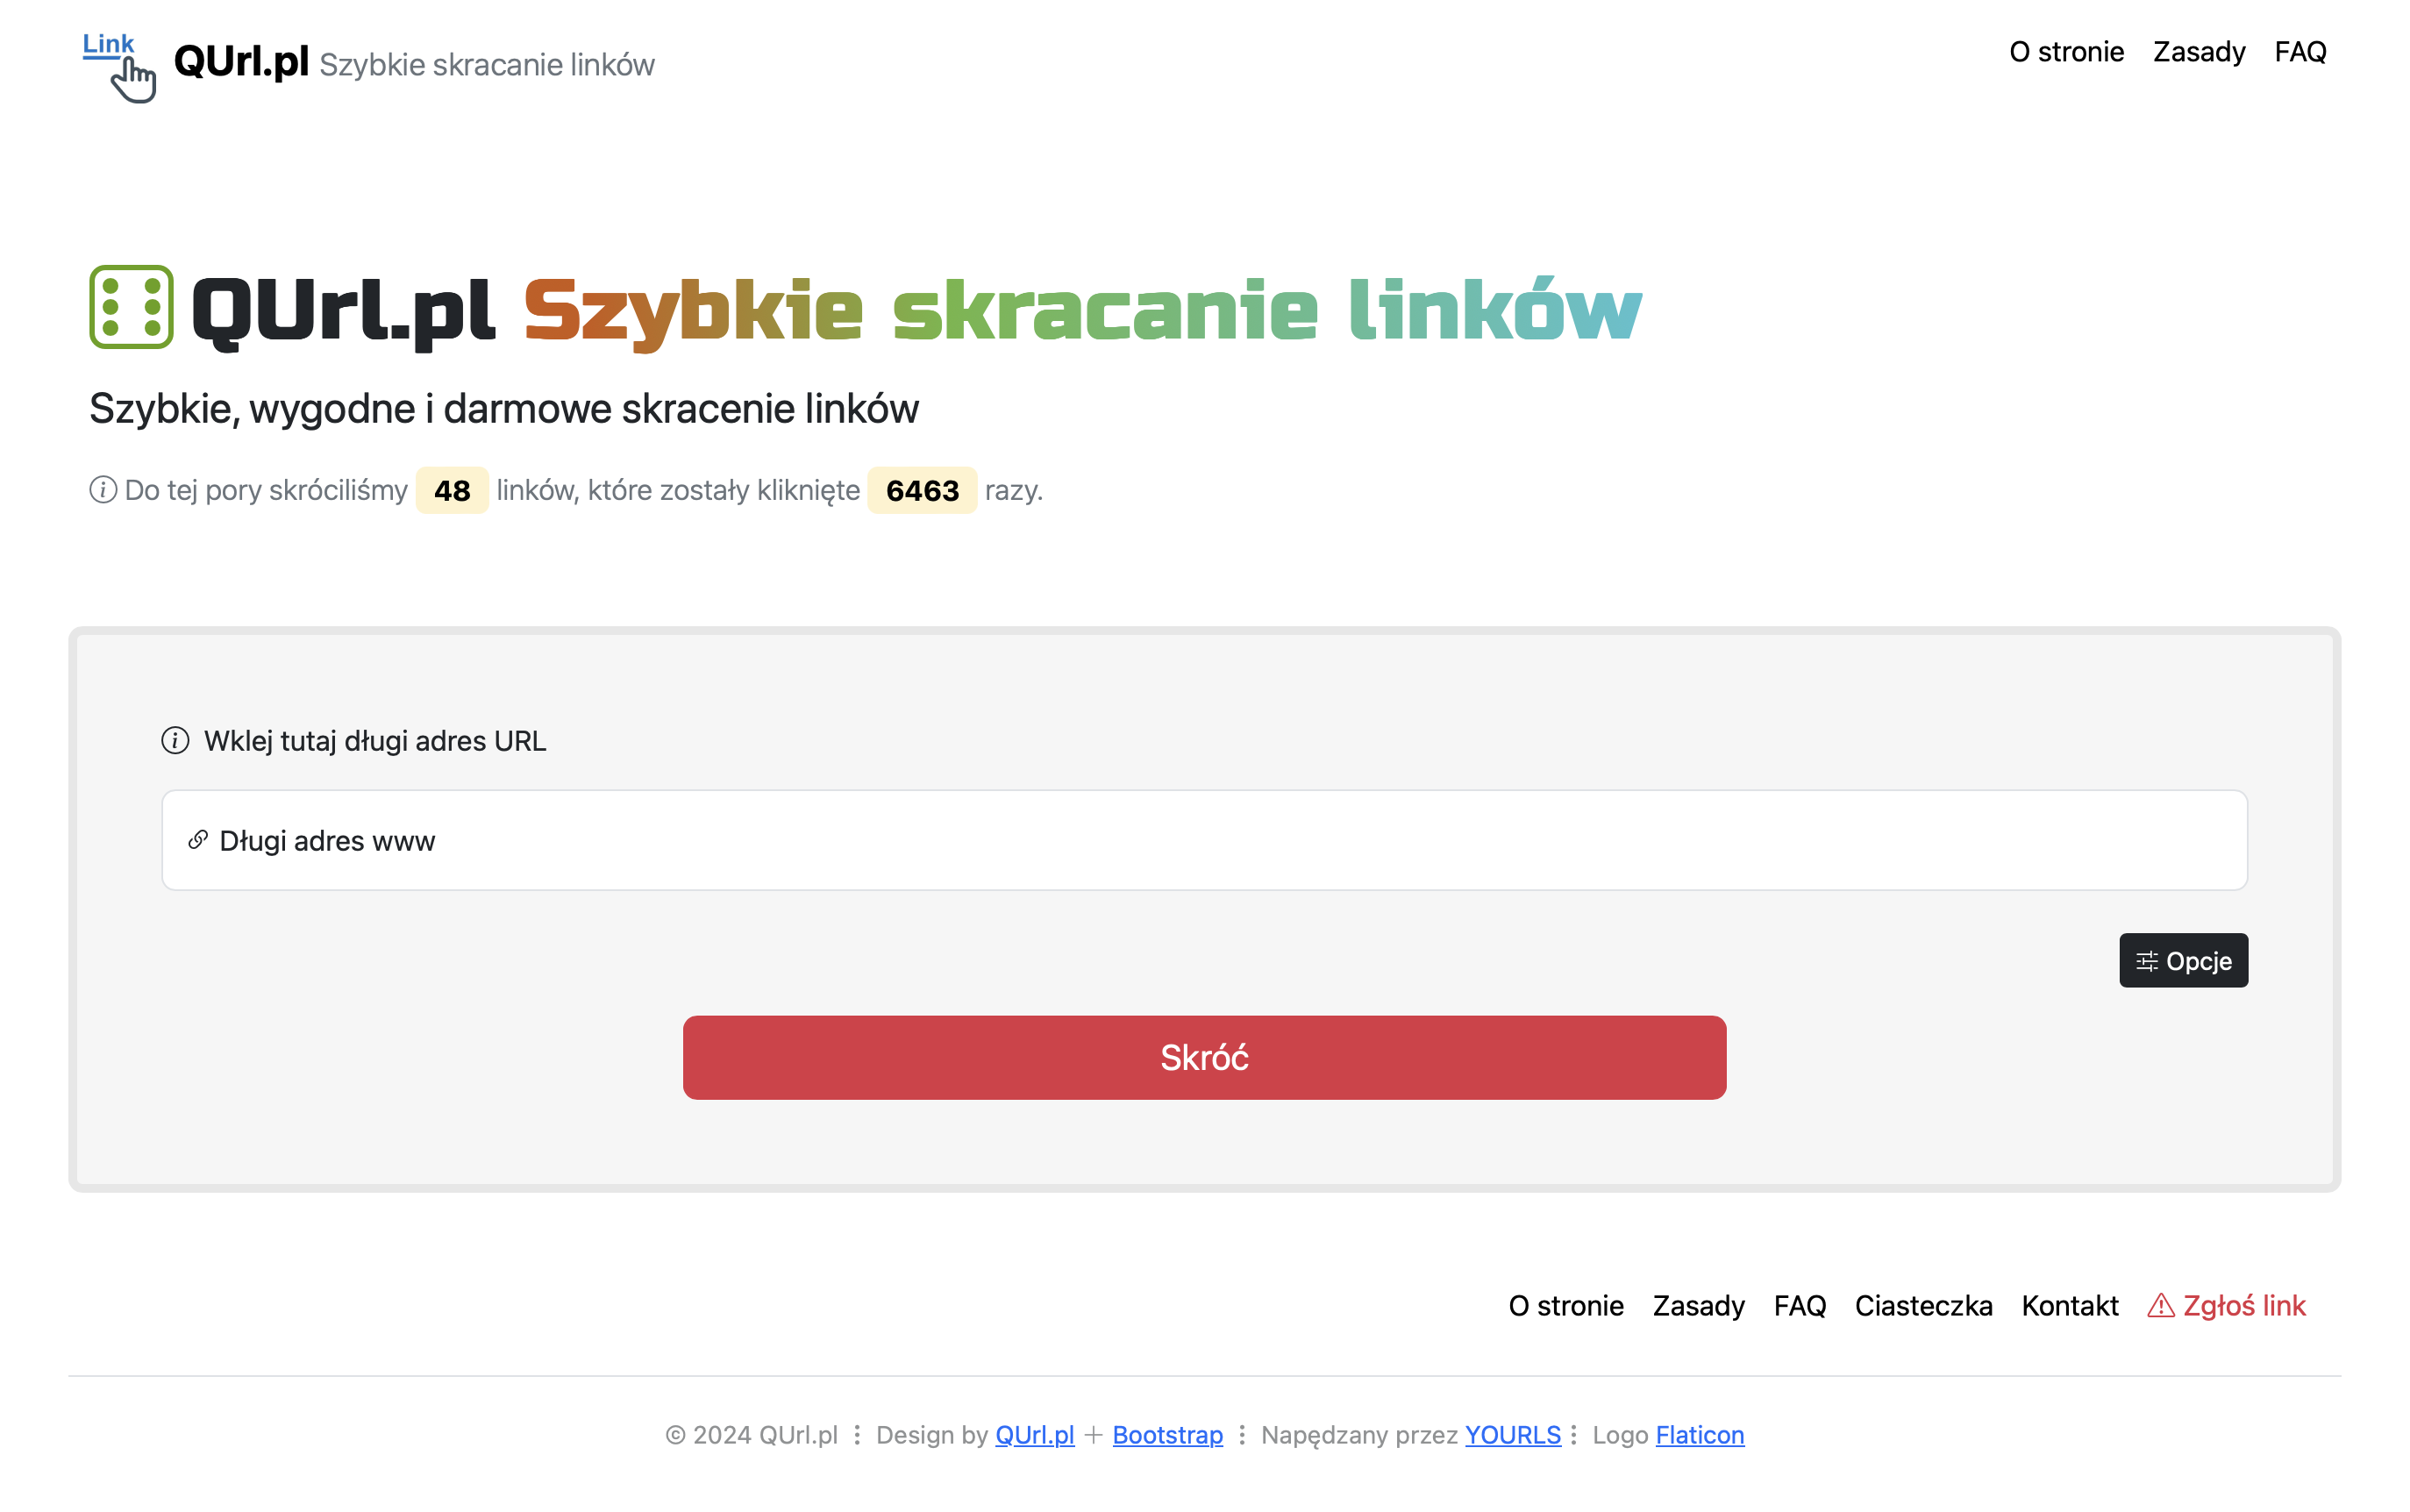 Link
QUrl.pl Szybkie skracanie linków
O stronie Zasady FAQ
QUrl.pl Szybkie skracanie linków
Szybkie, wygodne i darmowe skracenie linków
Do tej pory skróciliśmy 48 linków, które zostały kliknięte 6463 razy.
Wklej tutaj długi adres URL
Długi adres www
Opcje
Skróć
O stronie Zasady FAQ Ciasteczka Kontakt Zgłoś link
© 2024 QUrl.pl ⋮ Design by QUrl.pl + Bootstrap ⋮ Napędzany przez YOURLS ⋮ Logo Flaticon